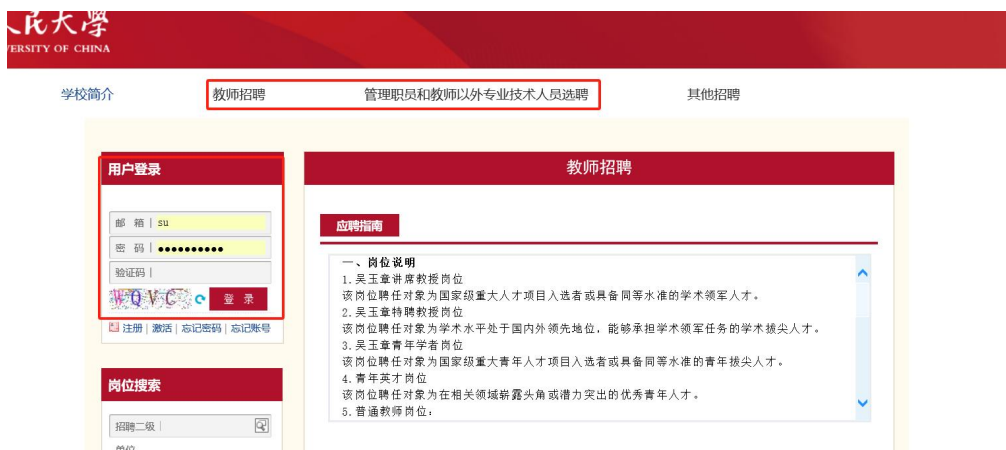 人民大学
ERSITY OF CHINA
学校简介
教师招聘
管理职员和教师以外专业技术人员选聘
其他招聘
用户登录
邮 箱 | su
密 码 | ••••••••••
验证码 |
WQVC
登 录
注册 | 激活 | 忘记密码 | 忘记账号
岗位搜索
招聘二级 |
单位
教师招聘
应聘指南
一、岗位说明
1.吴玉章讲席教授岗位
该岗位聘任对象为国家级重大人才项目入选者或具备同等水准的学术领军人才。
2.吴玉章特聘教授岗位
该岗位聘任对象为学术水平处于国内外领先地位，能够承担学术领军任务的学术拔尖人才。
3.吴玉章青年学者岗位
该岗位聘任对象为国家级重大青年人才项目入选者或具备同等水准的青年拔尖人才。
4.青年英才岗位
该岗位聘任对象为在相关领域崭露头角或潜力突出的优秀青年人才。
5.普通教师岗位：